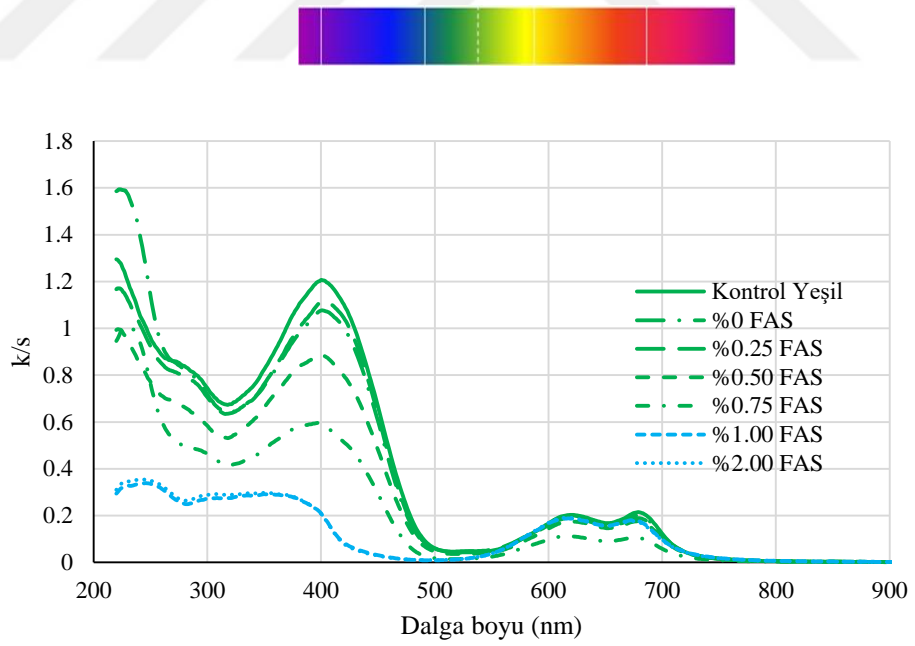 1.8
1.6
1.4
1.2
1
0.8
0.6
0.4
0.2
0
k/s
200 300 400 500 600 700 800 900
Dalga boyu (nm)
Kontrol Yeşil
%0 FAS
%0.25 FAS
%0.50 FAS
%0.75 FAS
%1.00 FAS
%2.00 FAS